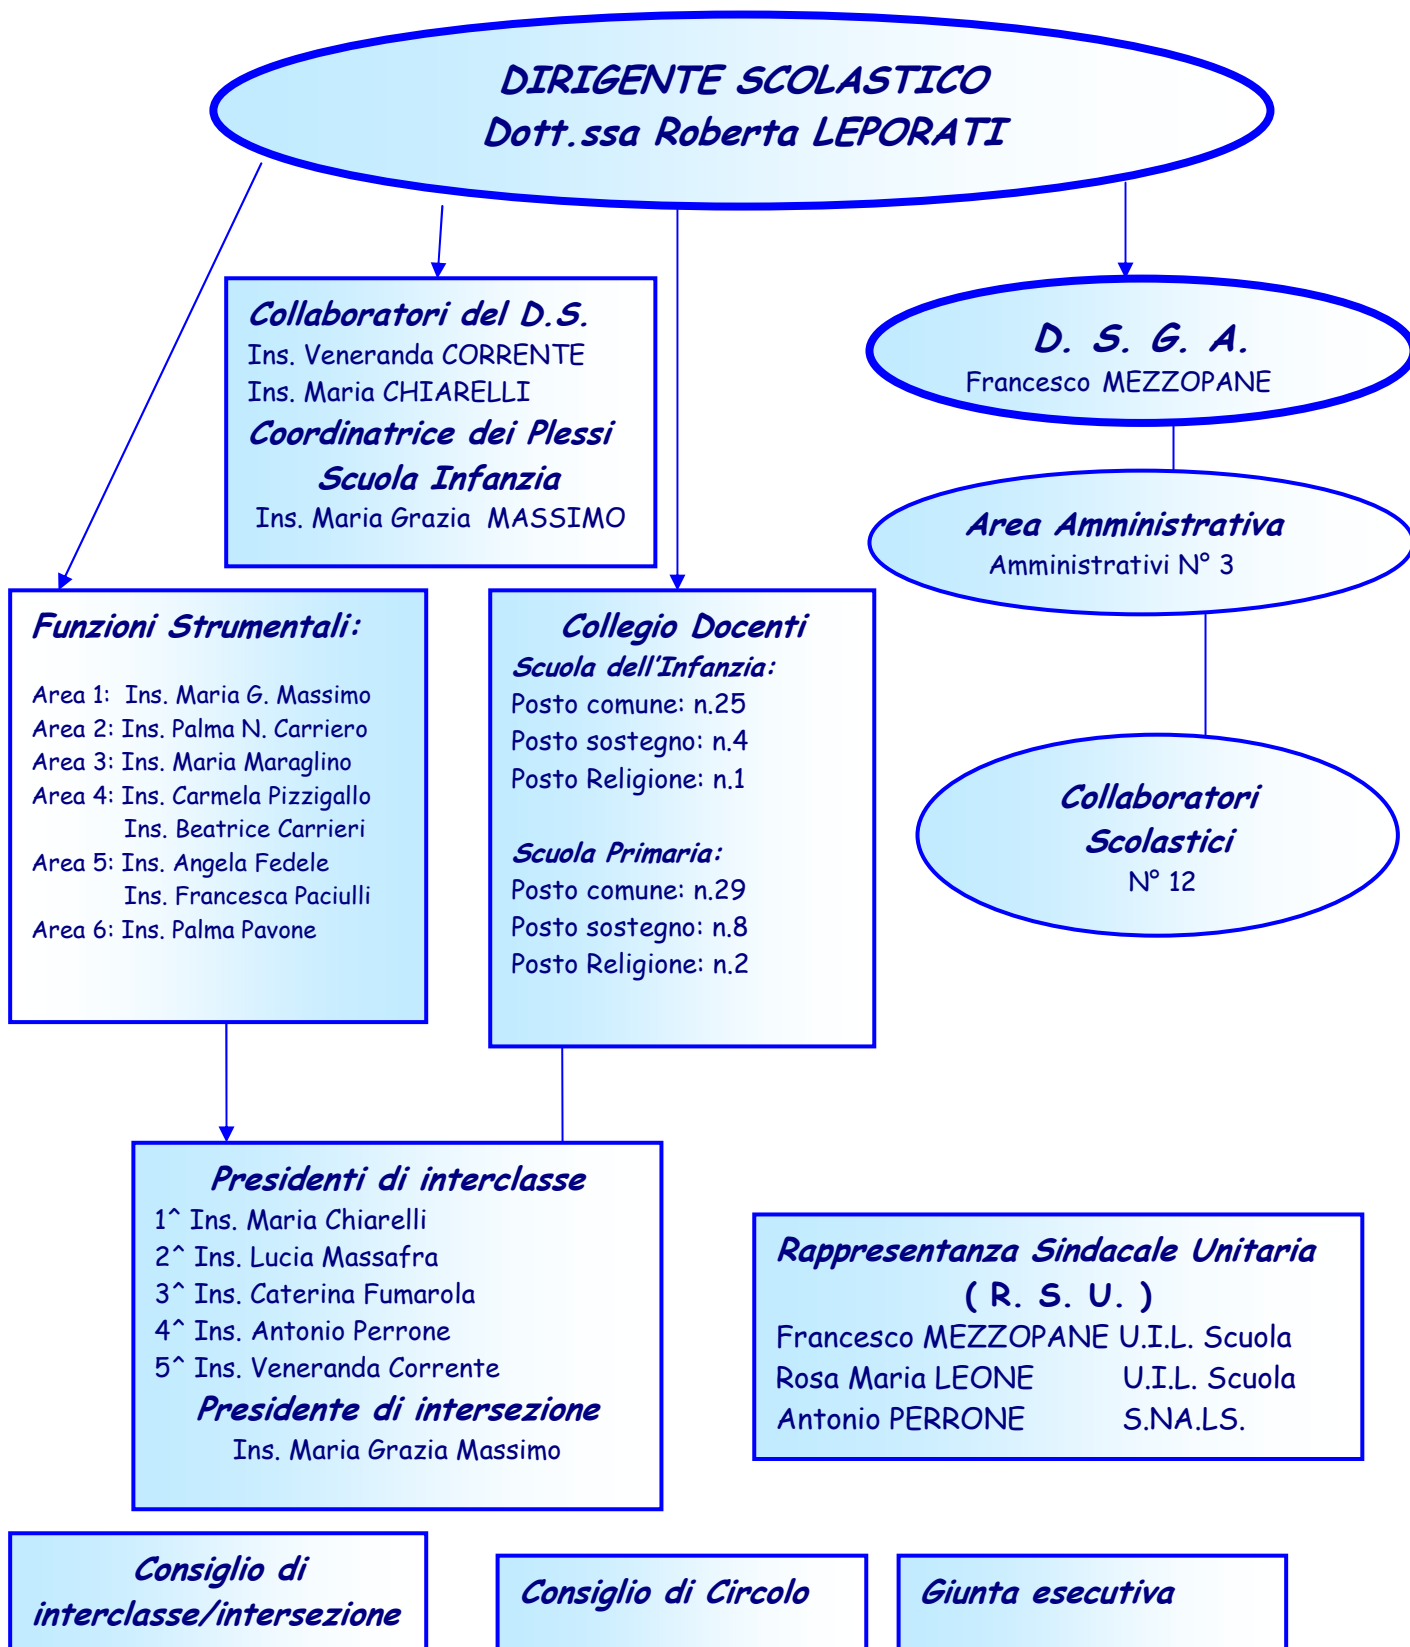 DIRIGENTE SCOLASTICO
Dott.ssa Roberta LEPORATI
Collaboratori del D.S.
Ins. Veneranda CORRENTE
Ins. Maria CHIARELLI
Coordinatrice dei Plessi
Scuola Infanzia
Ins. Maria Grazia MASSIMO
D. S. G. A.
Francesco MEZZOPANE
Area Amministrativa
Amministrativi N° 3
Collaboratori
Scolastici
N° 12
Funzioni Strumentali:
Area 1: Ins. Maria G. Massimo
Area 2: Ins. Palma N. Carriero
Area 3: Ins. Maria Maraglino
Area 4: Ins. Carmela Pizzigallo
Ins. Beatrice Carrieri
Area 5: Ins. Angela Fedele
Ins. Francesca Paciulli
Area 6: Ins. Palma Pavone
Collegio Docenti
Scuola dell'Infanzia:
Posto comune: n.25
Posto sostegno: n.4
Posto Religione: n.1
Scuola Primaria:
Posto comune: n.29
Posto sostegno: n.8
Posto Religione: n.2
Presidenti di interclasse
1^ Ins. Maria Chiarelli
2^ Ins. Lucia Massafra
3^ Ins. Caterina Fumarola
4^ Ins. Antonio Perrone
5^ Ins. Veneranda Corrente
Presidente di intersezione
Ins. Maria Grazia Massimo
Rappresentanza Sindacale Unitaria
( R. S. U. )
Francesco MEZZOPANE U.I.L. Scuola
Rosa Maria LEONE U.I.L. Scuola
Antonio PERRONE S.NA.LS.
Consiglio di
interclasse/intersezione
Consiglio di Circolo
Giunta esecutiva